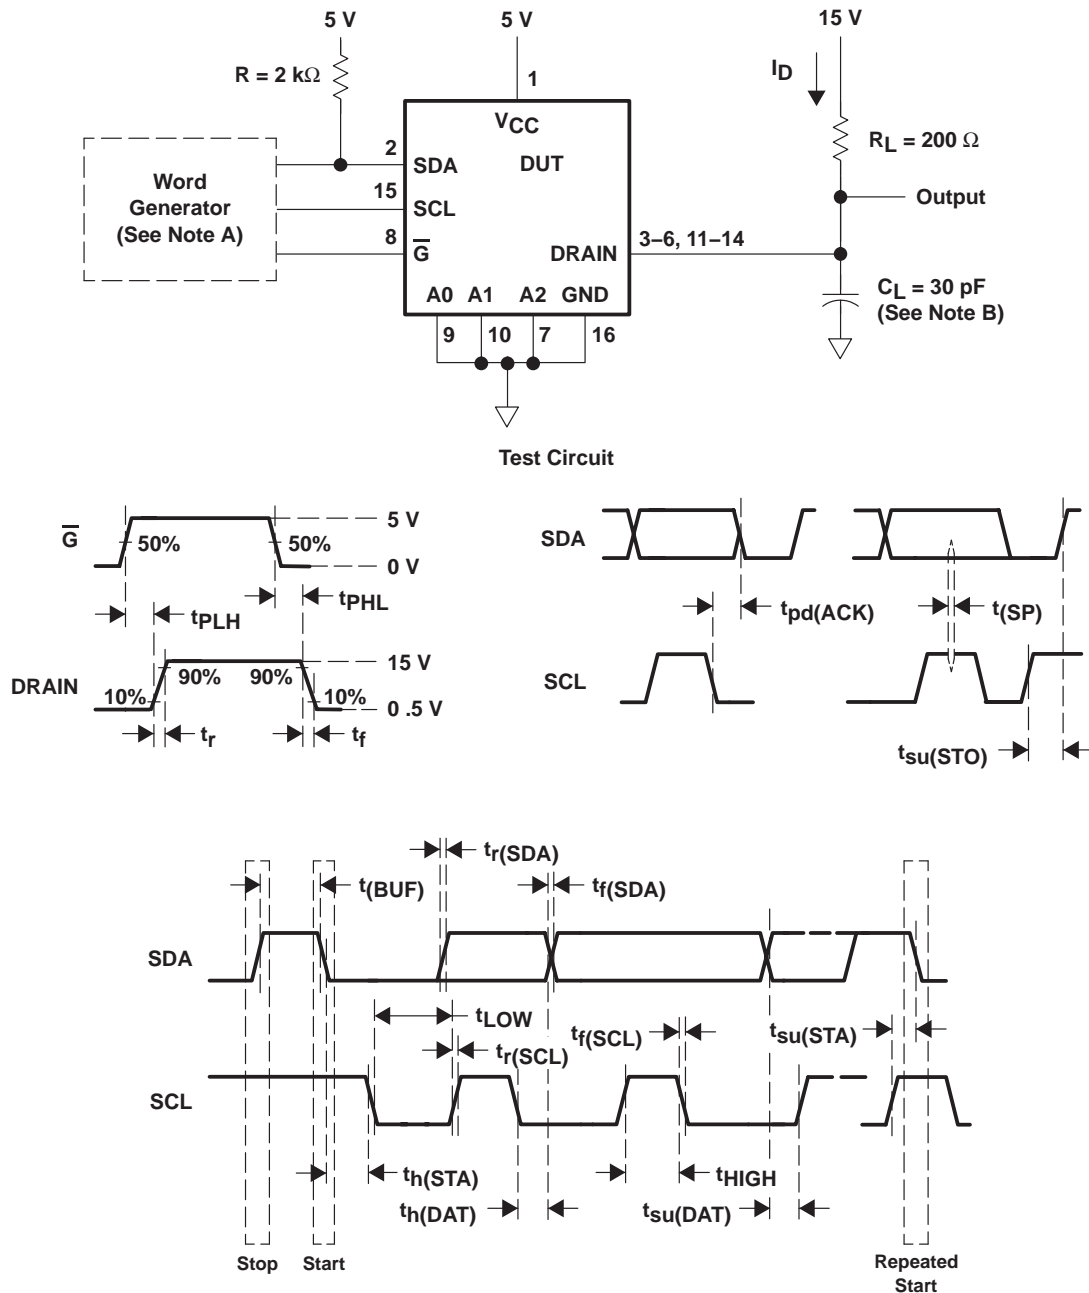 5 V
5 V
15 V
R = 2 kΩ
1
I_D
V_CC
R_L = 200 Ω
2
SDA
DUT
Word
Generator
(See Note A)
15
SCL
Output
8
G̅
DRAIN
3–6, 11–14
A0 A1 A2 GND
C_L = 30 pF
(See Note B)
9 10 7 16
Test Circuit
G̅
5 V
50% 50%
0 V
t_PLH
t_PHL
DRAIN
15 V
90% 90%
10% 10%
0 .5 V
t_r
t_f
SDA
t_pd(ACK)
t_(SP)
SCL
t_su(STO)
t_r(SDA)
t_(BUF)
t_f(SDA)
SDA
t_LOW
t_f(SCL)
t_su(STA)
t_r(SCL)
SCL
t_h(STA)
t_HIGH
t_h(DAT)
t_su(DAT)
Stop
Start
Repeated
Start